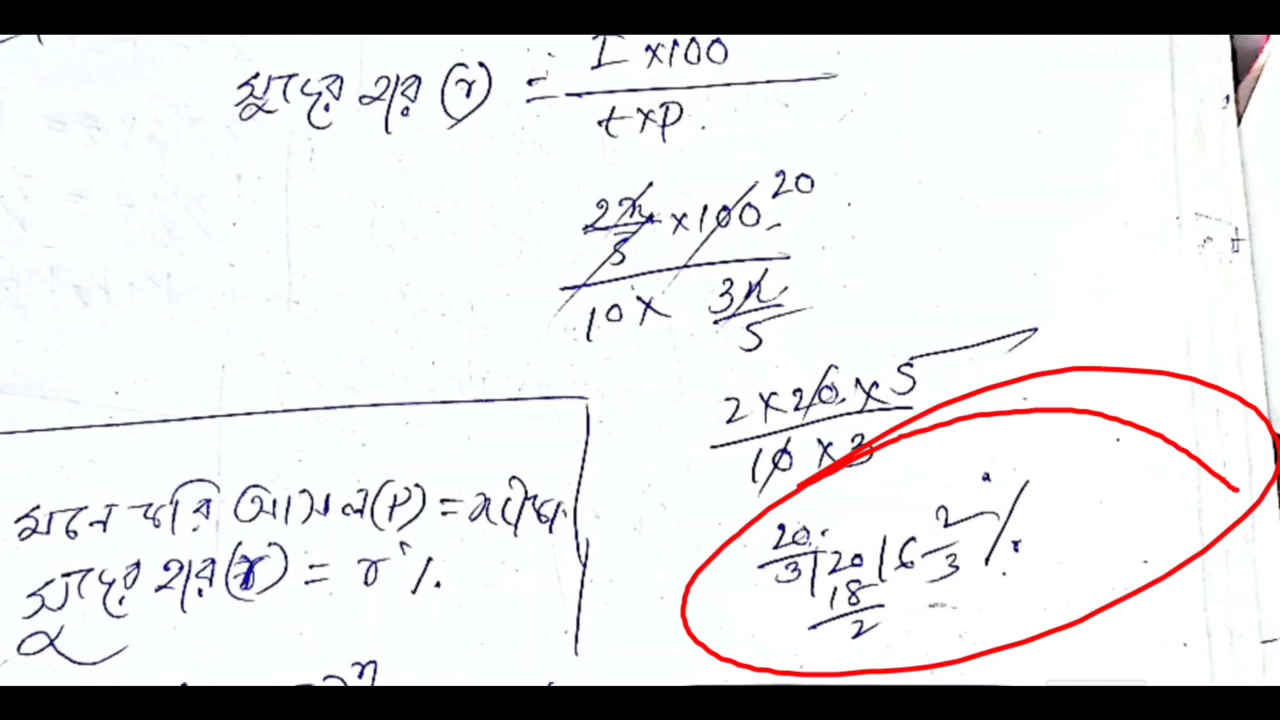 সুদের হার (r) = I x 100
t x P.
2x/5 x 100 20
10 x 3x/5
2 x 20 x 5
10 x 3
20/3 3|20|6 2/3 %
18
2
মনে করি আসল (P) = x টাকা
সুদের হার (r) = r %.